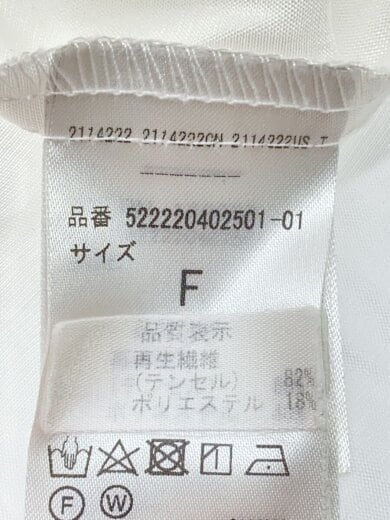 2114222 2114222CN 2114222US T
品番 522220402501-01
サイズ
F
品質表示
再生繊維
(テンセル) 82%
ポリエステル 18%
F W